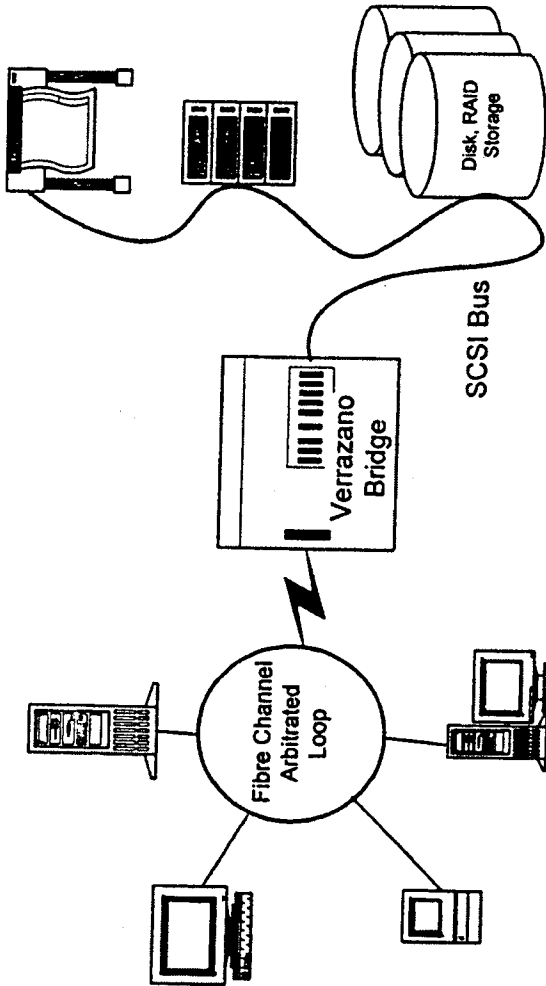 Fibre Channel
Arbitrated
Loop
Verrazano
Bridge
SCSI Bus
Disk, RAID
Storage